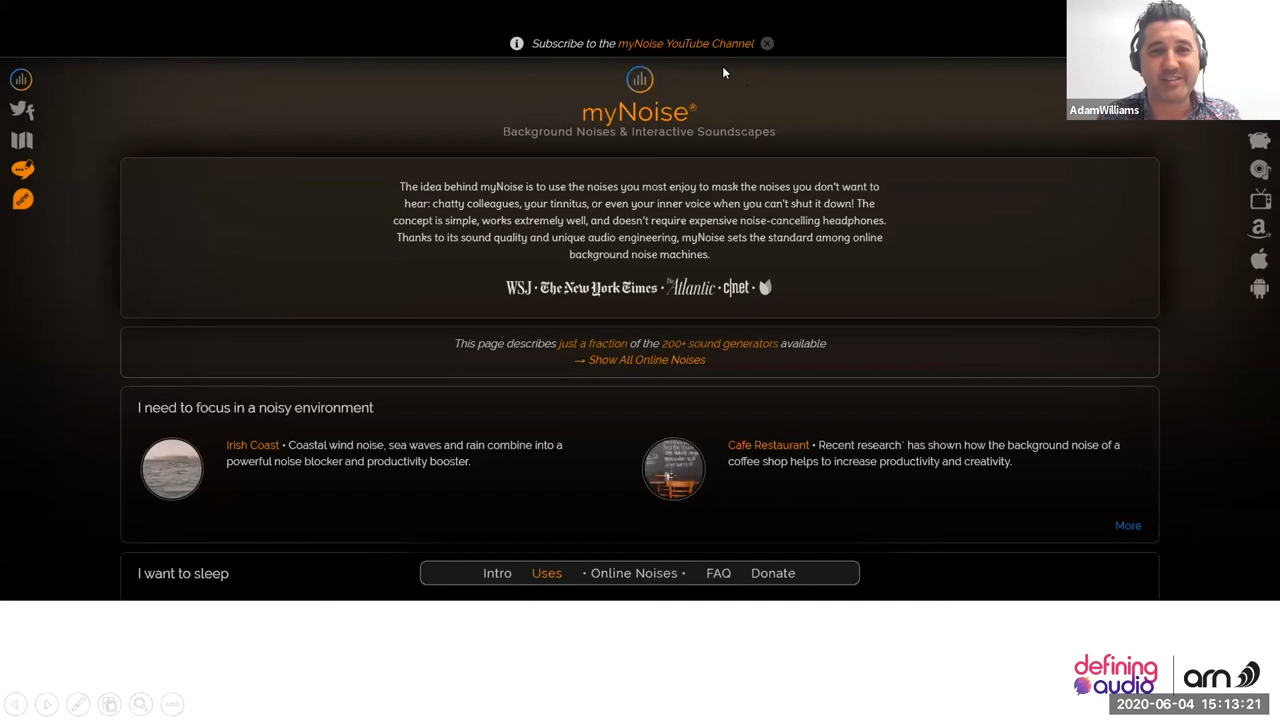 Subscribe to the myNoise YouTube Channel
AdamWilliams
myNoise®
Background Noises & Interactive Soundscapes
new
The idea behind myNoise is to use the noises you most enjoy to mask the noises you don't want to
hear: chatty colleagues, your tinnitus, or even your inner voice when you can't shut it down! The
concept is simple, works extremely well, and doesn't require expensive noise-cancelling headphones.
Thanks to its sound quality and unique audio engineering, myNoise sets the standard among online
background noise machines.
WSJ · The New York Times · The Atlantic · c|net ·
This page describes just a fraction of the 200+ sound generators available
→ Show All Online Noises
I need to focus in a noisy environment
Irish Coast • Coastal wind noise, sea waves and rain combine into a
powerful noise blocker and productivity booster.
Cafe Restaurant • Recent research* has shown how the background noise of a
coffee shop helps to increase productivity and creativity.
More
I want to sleep
Intro Uses • Online Noises • FAQ Donate
defining
audio
arn
2020-06-04 15:13:21